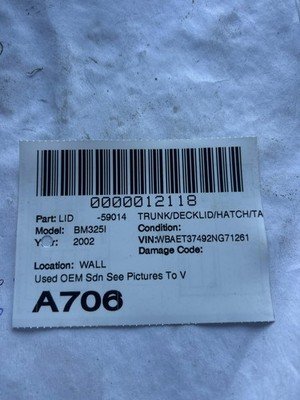 0000012118
Part: LID -59014 TRUNK/DECKLID/HATCH/TA
Model: BM325I Condition:
Year: 2002 VIN:WBAET37492NG71261
Damage Code:
Location: WALL
Used OEM Sdn See Pictures To V
A706